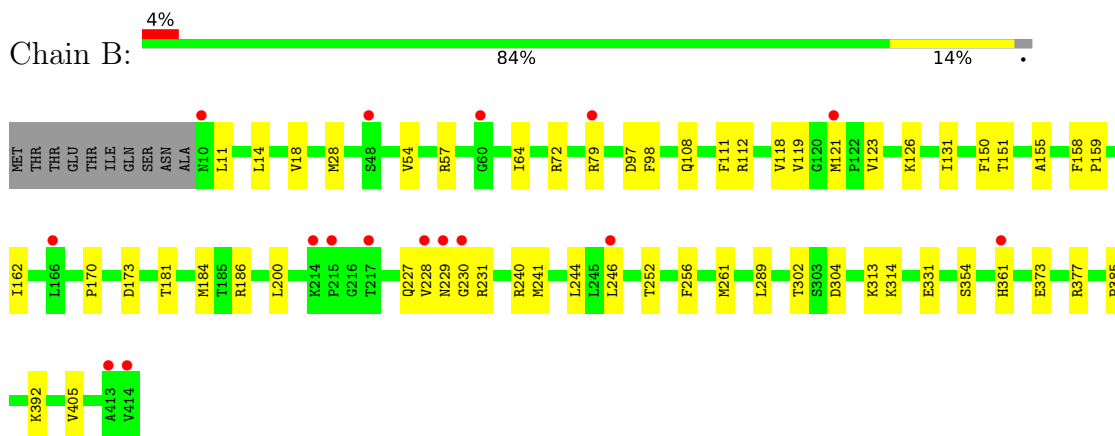 4%
Chain B:
84% 14% •
MET THR THR GLU THR ILE GLN SER ASN ALA N10 L11 L14 V18 M28 S48 V54 R57 G60 I64 R72 R79 D97 F98 Q108 F111 R112 V118 V119 G120 M121 P122 V123 K126 I131 F150 T151 A155 F158 P159
I162 L166 P170 D173 T181 M184 T185 R186 L200 K214 P215 G216 T217 Q227 V228 N229 G230 R231 R240 M241 L244 L245 L246 T252 F256 M261 L289 T302 S303 D304 K313 K314 E331 S354 H361 E373 R377
K392 V405 A413 V414